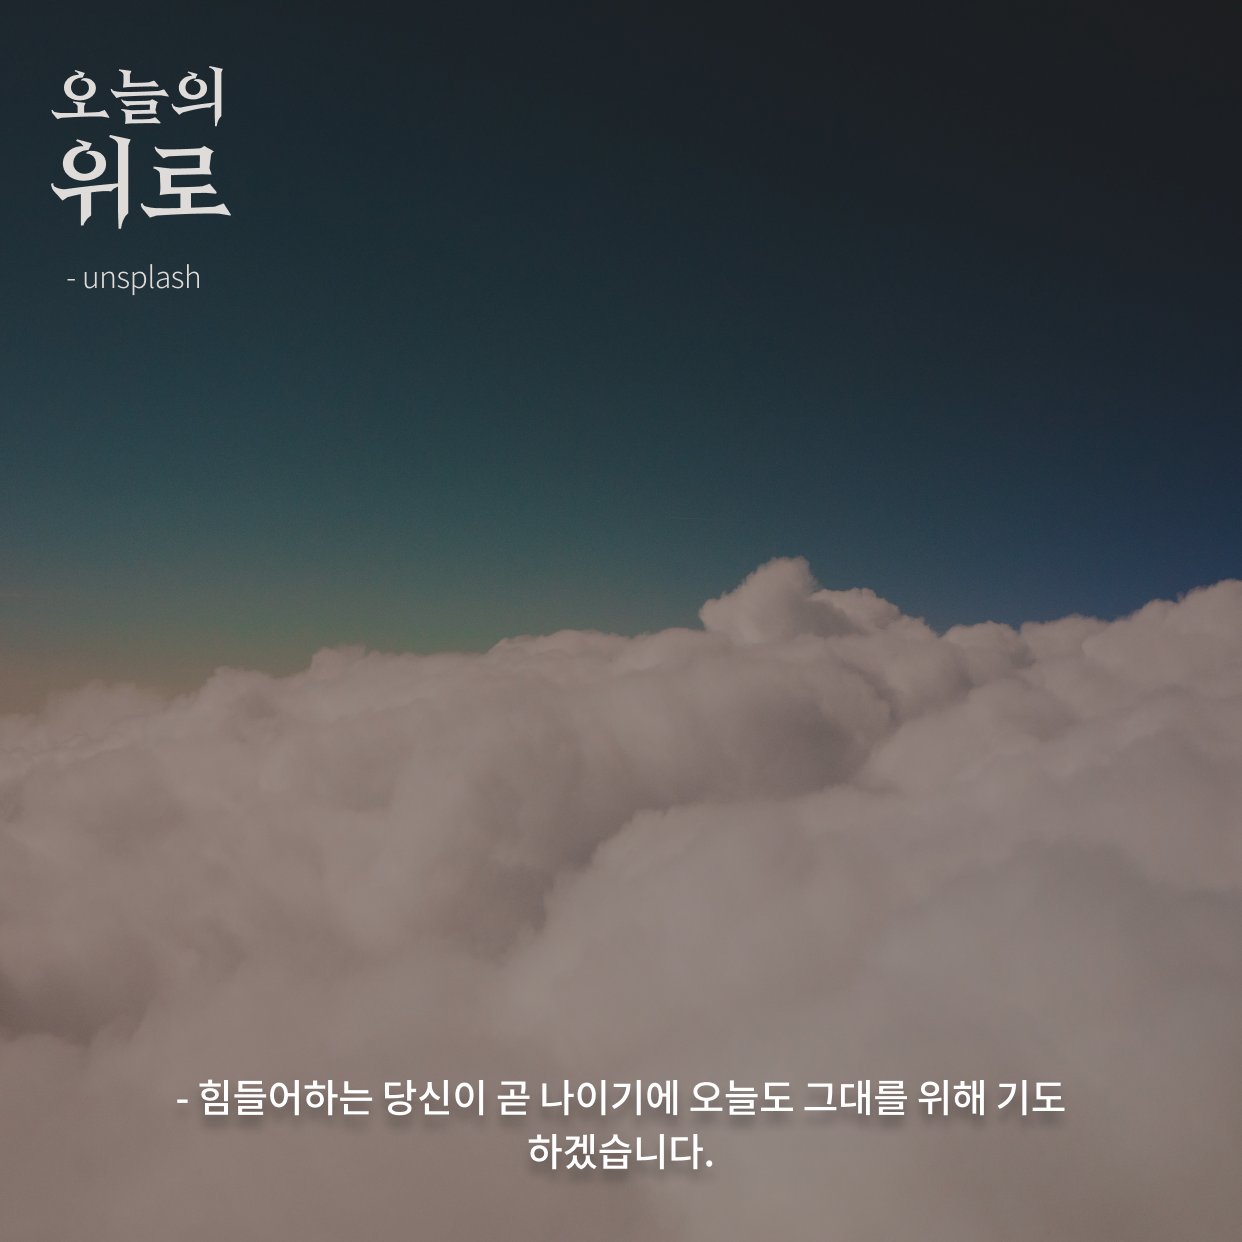 오늘의
위로
- unsplash
- 힘들어하는 당신이 곧 나이기에 오늘도 그대를 위해 기도
하겠습니다.